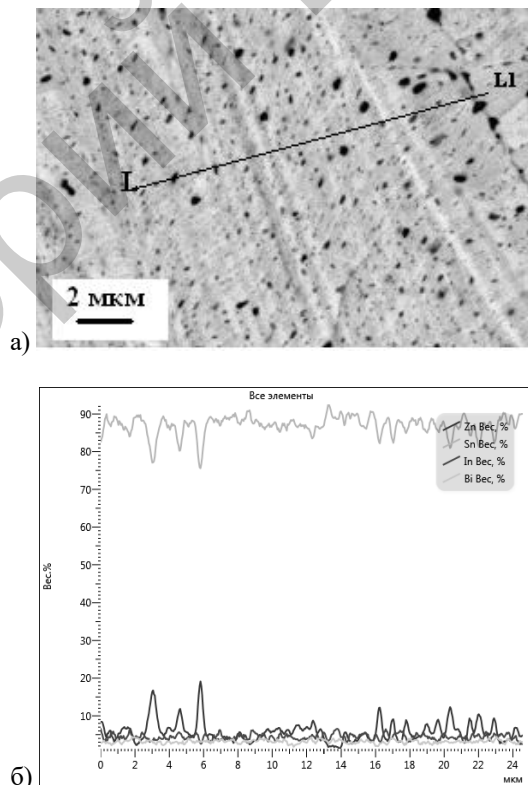 L1
L
2 мкм
а)
Все элементы
Zn Вес, %
Sn Вес, %
In Вес, %
Bi Вес, %
Вес.%
90
80
70
60
50
40
30
20
10
0 2 4 6 8 10 12 14 16 18 20 22 24
мкм
б)